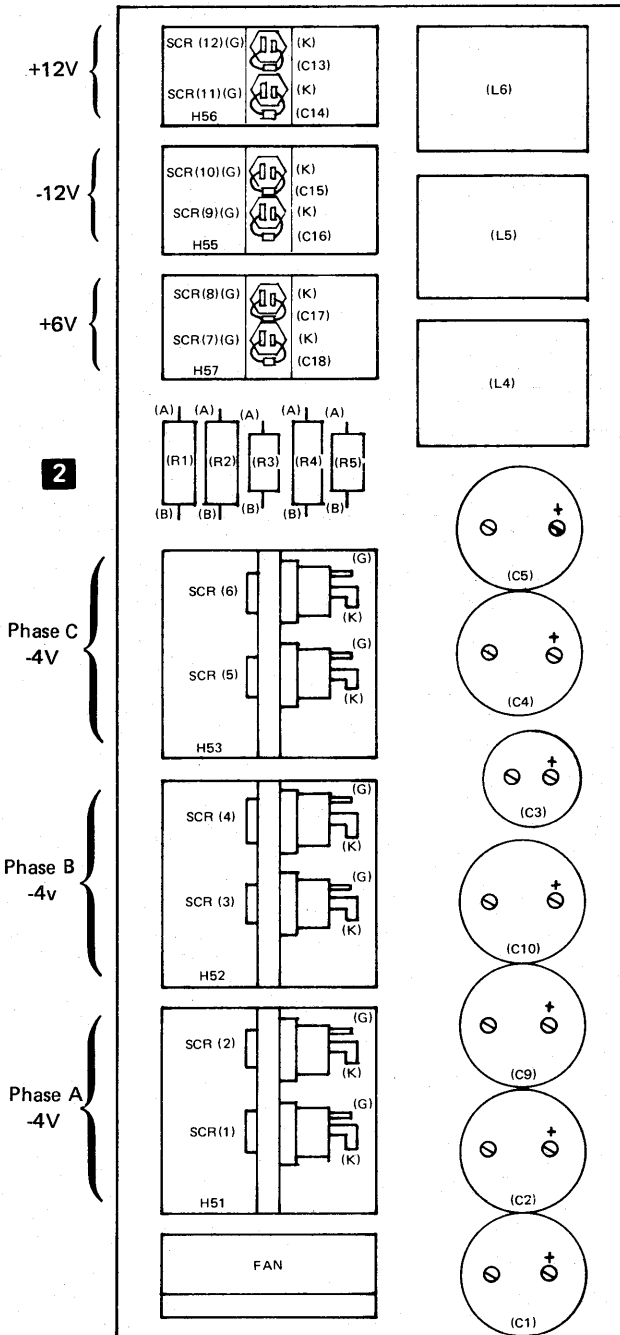 +12V
SCR (12)(G)
(K)
(C13)
SCR(11)(G)
(K)
H56
(C14)
(L6)
-12V
SCR(10)(G)
(K)
(C15)
SCR(9)(G)
(K)
H55
(C16)
(L5)
+6V
SCR(8)(G)
(K)
(C17)
SCR(7)(G)
(K)
H57
(C18)
(L4)
(A) (A) (A) (A) (A)
(R1) (R2) (R3) (R4) (R5)
(B) (B) (B) (B) (B)
2
+
(C5)
Phase C
-4V
SCR (6)
(G)
(K)
SCR (5)
(G)
(K)
H53
+
(C4)
+
(C3)
Phase B
-4v
SCR (4)
(G)
(K)
SCR (3)
(G)
(K)
H52
+
(C10)
+
(C9)
Phase A
-4V
SCR (2)
(G)
(K)
SCR(1)
(G)
(K)
H51
+
(C2)
FAN
+
(C1)